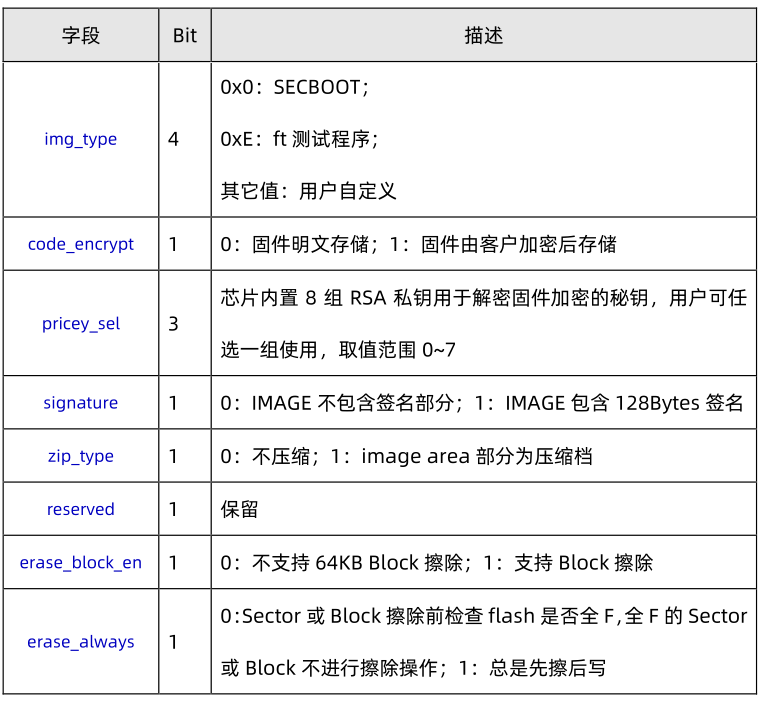 字段 Bit 描述
0x0：SECBOOT；
img_type 4 0xE：ft 测试程序；
其它值：用户自定义
code_encrypt 1 0：固件明文存储；1：固件由客户加密后存储
芯片内置 8 组 RSA 私钥用于解密固件加密的秘钥，用户可任
pricey_sel 3
选一组使用，取值范围 0~7
signature 1 0：IMAGE 不包含签名部分；1：IMAGE 包含 128Bytes 签名
zip_type 1 0：不压缩；1：image area 部分为压缩档
reserved 1 保留
erase_block_en 1 0：不支持 64KB Block 擦除；1：支持 Block 擦除
0:Sector 或 Block 擦除前检查 flash 是否全 F,全 F 的 Sector
erase_always 1
或 Block 不进行擦除操作；1：总是先擦后写